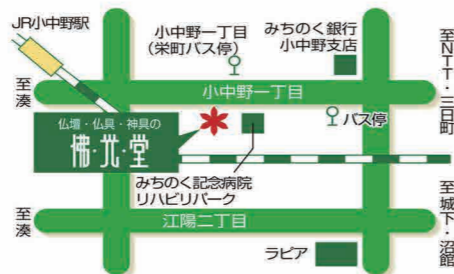 JR小中野駅
小中野一丁目
(栄町バス停)
みちのく銀行
小中野支店
至NTT・三日町
至湊
小中野一丁目
バス停
仏壇・仏具・神具の
佛・光・堂
みちのく記念病院
リハビリパーク
至湊
江陽二丁目
至城下・沼館
ラピア